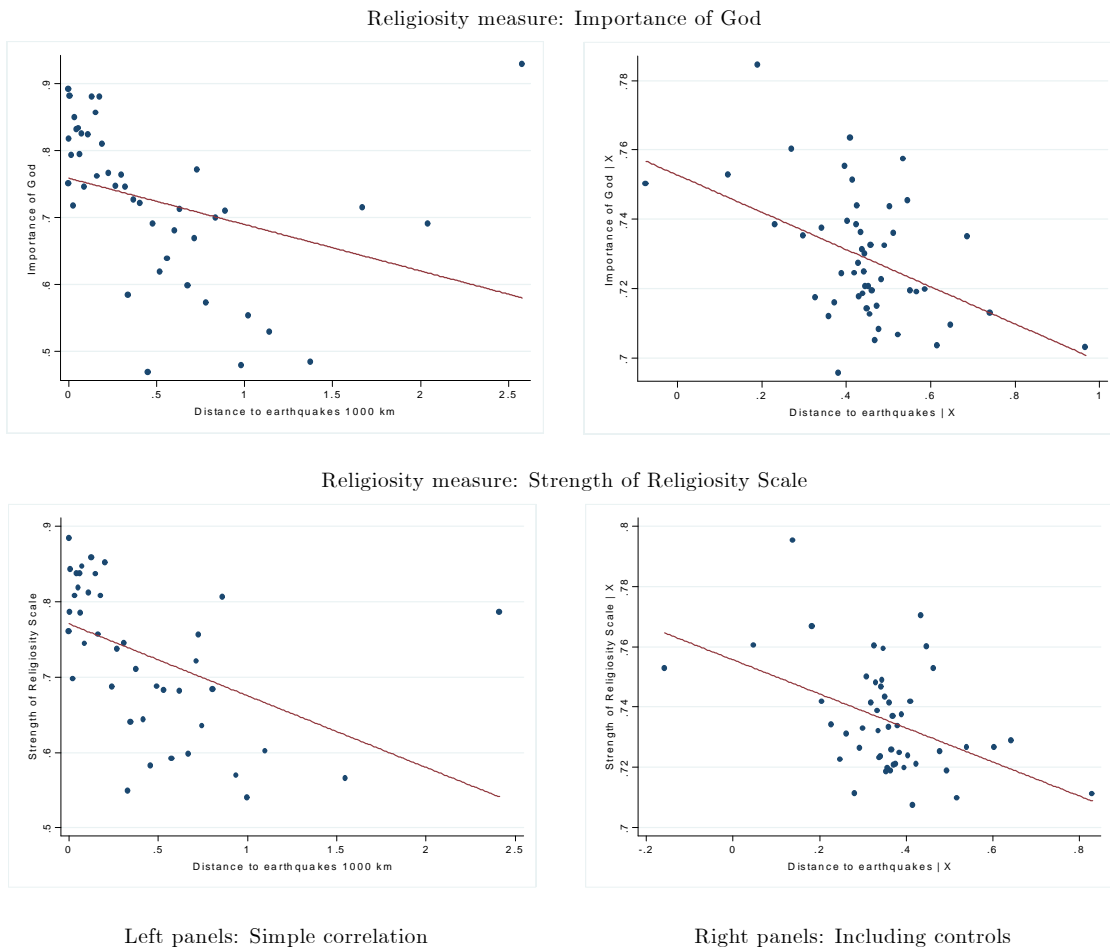 Religiosity measure: Importance of God
.9
.8
.7
.6
.5
Importance of God
0 .5 1 1.5 2 2.5
Distance to earthquakes 1000 km
.78
.76
.74
.72
.7
Importance of God | X
0 .2 .4 .6 .8 1
Distance to earthquakes | X
Religiosity measure: Strength of Religiosity Scale
.9
.8
.7
.6
.5
Strength of Religiosity Scale
0 .5 1 1.5 2 2.5
Distance to earthquakes 1000 km
.8
.78
.76
.74
.72
.7
Strength of Religiosity Scale | X
-.2 0 .2 .4 .6 .8
Distance to earthquakes | X
Left panels: Simple correlation
Right panels: Including controls